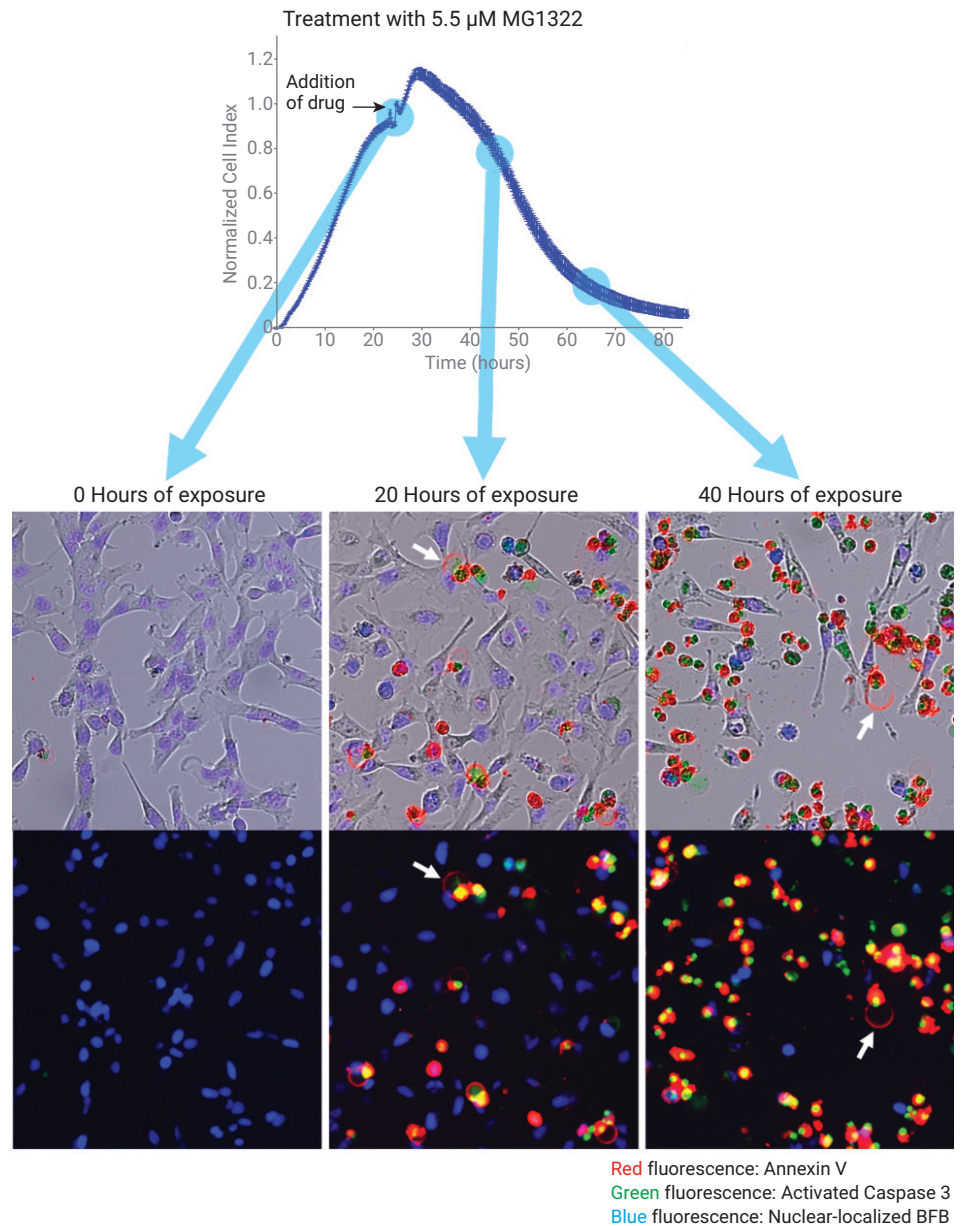 Treatment with 5.5 µM MG1322
1.2
Addition
of drug
1.0
0.8
0.6
0.4
0.2
0
Normalized Cell Index
0 10 20 30 40 50 60 70 80
Time (hours)
0 Hours of exposure
20 Hours of exposure
40 Hours of exposure
Red fluorescence: Annexin V
Green fluorescence: Activated Caspase 3
Blue fluorescence: Nuclear-localized BFB